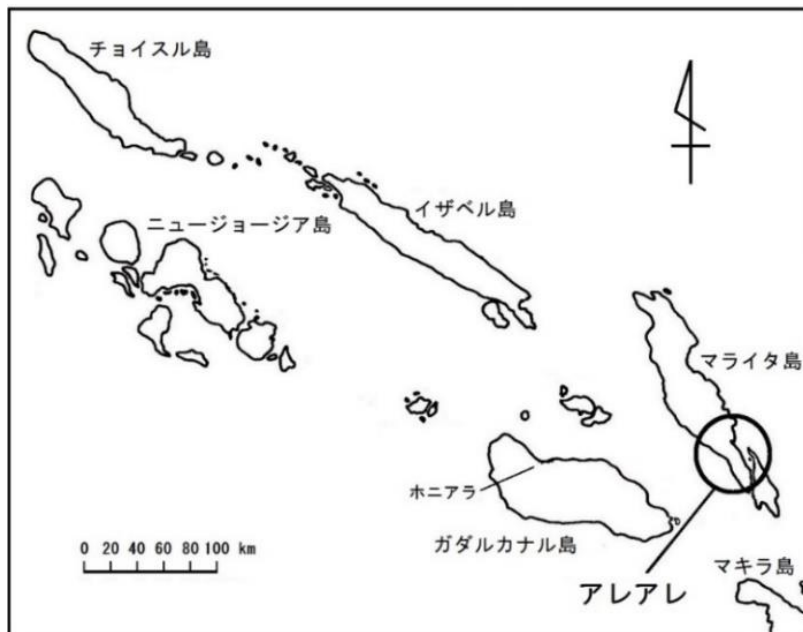 チョイスル島
イザベル島
ニュージョージア島
マライタ島
ホニアラ
ガダルカナル島
0 20 40 60 80 100 km
マキラ島
アレアレ